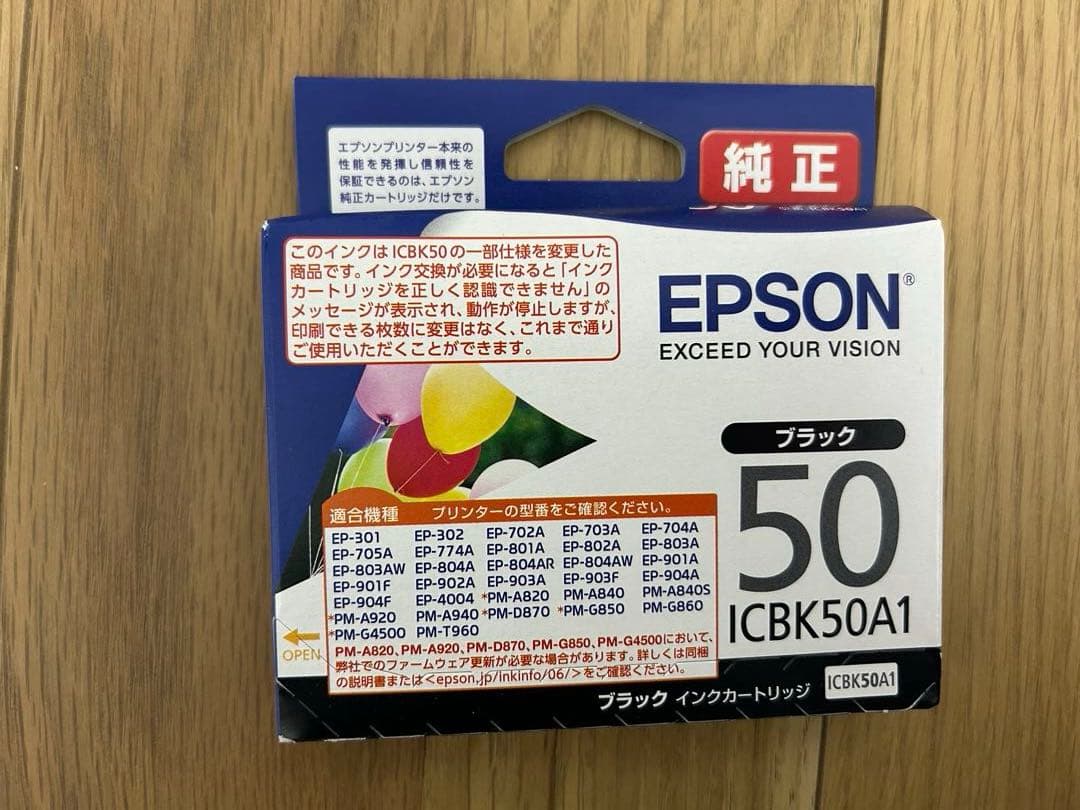 エプソンプリンター本来の
性能を発揮し信頼性を
保証できるのは、エプソン
純正カートリッジだけです。
純正
このインクはICBK50の一部仕様を変更した
商品です。インク交換が必要になると「インク
カートリッジを正しく認識できません」の
メッセージが表示され、動作が停止しますが、
印刷できる枚数に変更はなく、これまで通り
ご使用いただくことができます。
EPSON®
EXCEED YOUR VISION
ブラック
50
ICBK50A1
適合機種 プリンターの型番をご確認ください。
EP-301 EP-302 EP-702A EP-703A EP-704A
EP-705A EP-774A EP-801A EP-802A EP-803A
EP-803AW EP-804A EP-804AR EP-804AW EP-901A
EP-901F EP-902A EP-903A EP-903F EP-904A
EP-904F EP-4004 *PM-A820 PM-A840 PM-A840S
*PM-A920 PM-A940 *PM-D870 *PM-G850 PM-G860
*PM-G4500 PM-T960
PM-A820、PM-A920、PM-D870、PM-G850、PM-G4500において、
弊社でのファームウェア更新が必要な場合があります。詳しくは同梱
の説明書または<epson.jp/inkinfo/06/>をご確認ください。
OPEN
ブラック インクカートリッジ ICBK50A1